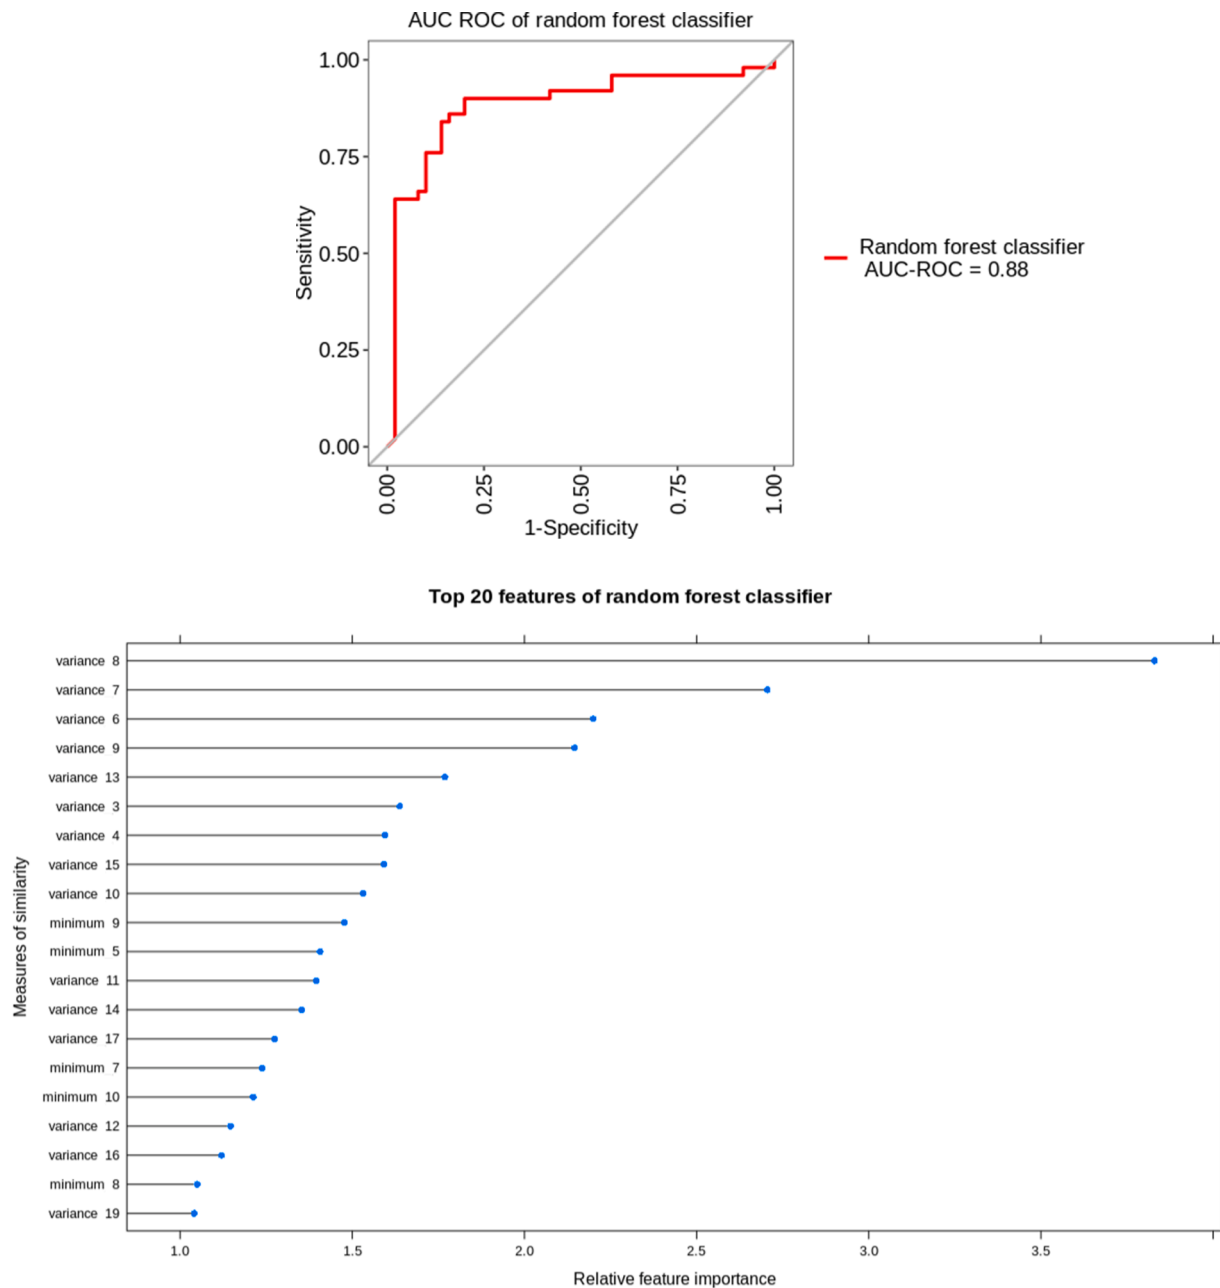 AUC ROC of random forest classifier
1.00
0.75
0.50
0.25
0.00
Sensitivity
0.00 0.25 0.50 0.75 1.00
1-Specificity
Random forest classifier
AUC-ROC = 0.88
Top 20 features of random forest classifier
Measures of similarity
variance 8
variance 7
variance 6
variance 9
variance 13
variance 3
variance 4
variance 15
variance 10
minimum 9
minimum 5
variance 11
variance 14
variance 17
minimum 7
minimum 10
variance 12
variance 16
minimum 8
variance 19
1.0 1.5 2.0 2.5 3.0 3.5
Relative feature importance